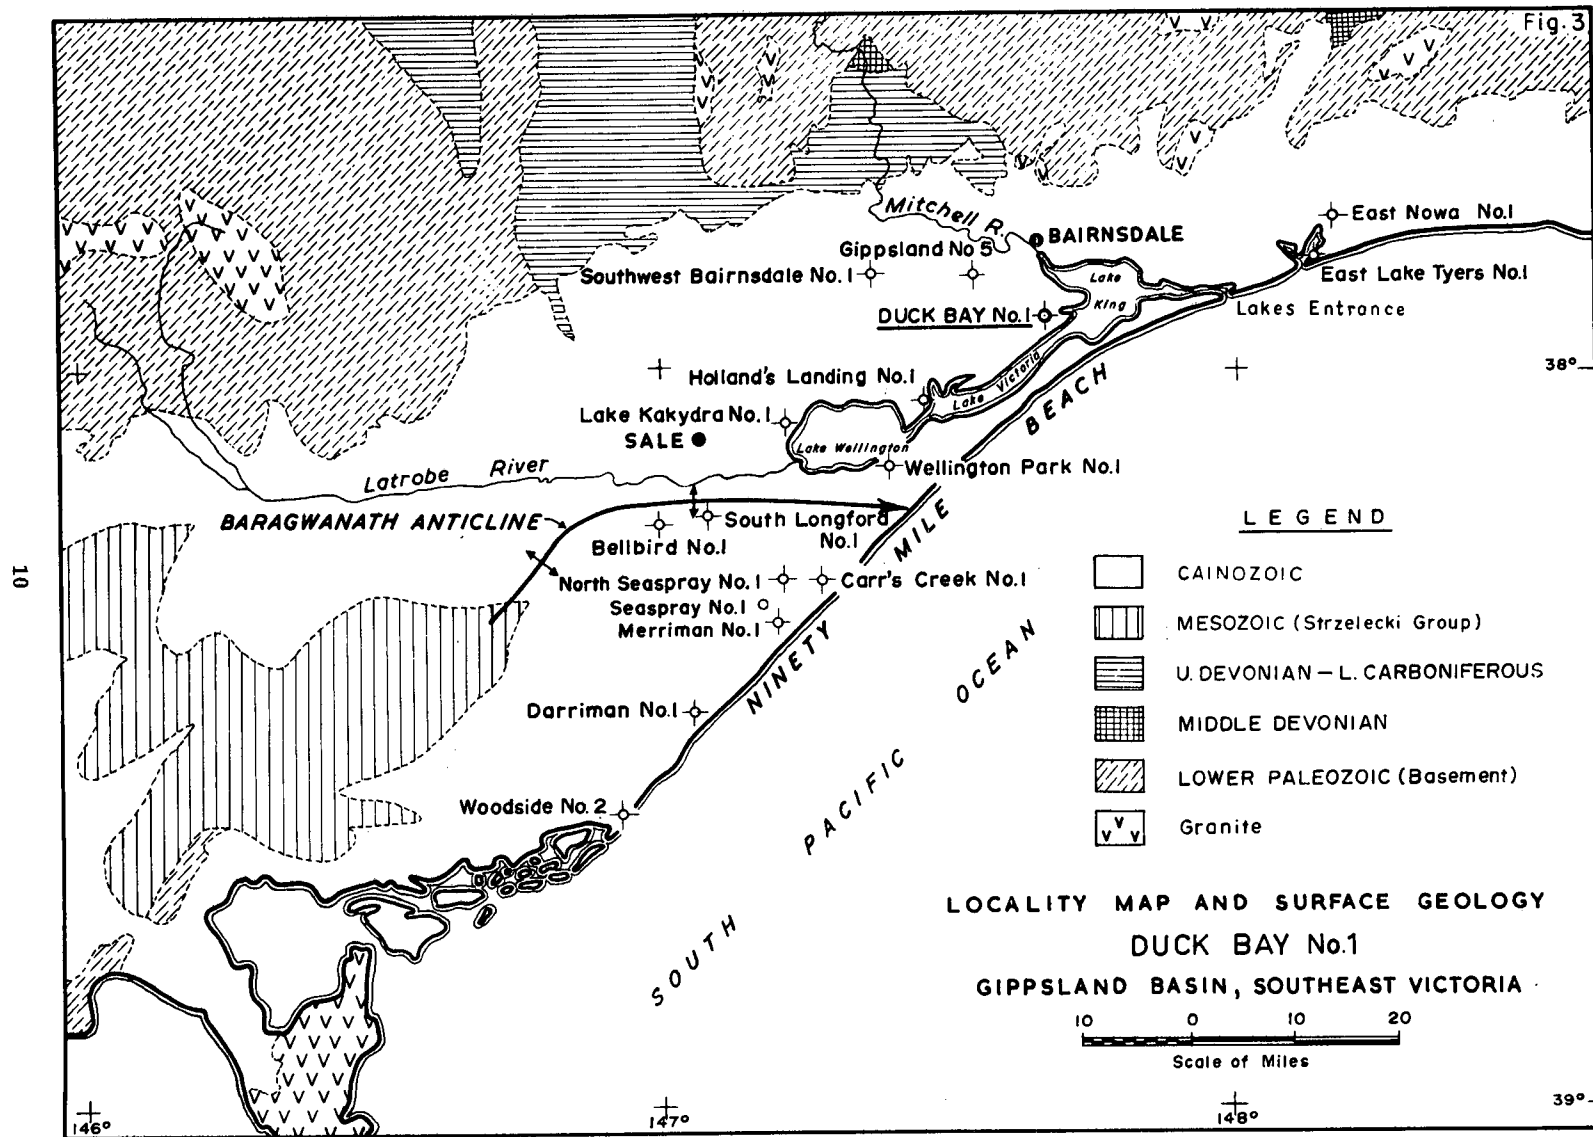 Fig. 3
Mitchell R.
East Nowa No.1
BAIRNSDALE
Gippsland No 5
Southwest Bairnsdale No. 1
East Lake Tyers No.1
Lake
King
DUCK BAY No.1
Lakes Entrance
38°
Holland's Landing No.1
Lake Victoria
Lake Kakydra No.1
SALE
Lake Wellington
Wellington Park No.1
Latrobe River
BARAGWANATH ANTICLINE
South Longford
No.1
Bellbird No.1
North Seaspray No. 1
Carr's Creek No.1
Seaspray No.1
Merriman No.1
Darriman No.1
Woodside No. 2
NINETY MILE BEACH
SOUTH PACIFIC OCEAN
10
LEGEND
CAINOZOIC
MESOZOIC (Strzelecki Group)
U. DEVONIAN – L. CARBONIFEROUS
MIDDLE DEVONIAN
LOWER PALEOZOIC (Basement)
Granite
LOCALITY MAP AND SURFACE GEOLOGY
DUCK BAY No.1
GIPPSLAND BASIN, SOUTHEAST VICTORIA
10 0 10 20
Scale of Miles
146°
147°
148°
39°